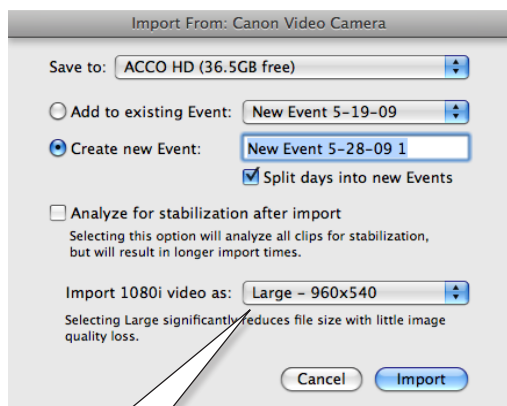 Import From: Canon Video Camera
Save to: ACCO HD (36.5GB free)
Add to existing Event: New Event 5-19-09
Create new Event: New Event 5-28-09 1
Split days into new Events
Analyze for stabilization after import
Selecting this option will analyze all clips for stabilization,
but will result in longer import times.
Import 1080i video as: Large - 960x540
Selecting Large significantly reduces file size with little image
quality loss.
Cancel Import